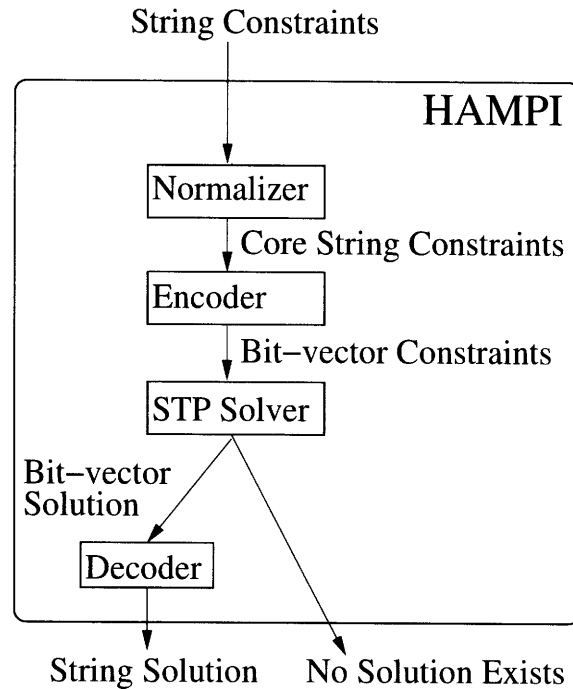 String Constraints
HAMPI
Normalizer
Core String Constraints
Encoder
Bit-vector Constraints
STP Solver
Bit-vector
Solution
Decoder
String Solution
No Solution Exists